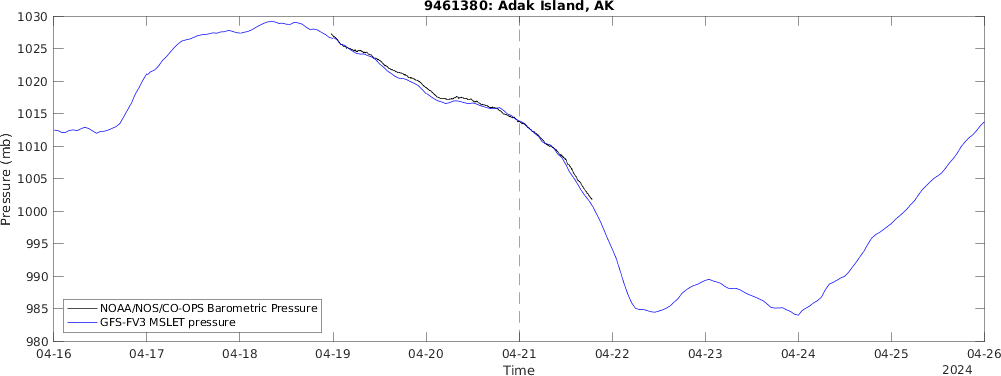 9461380: Adak Island, AK
1030
1025
1020
1015
1010
1005
1000
995
990
985
980
Pressure (mb)
NOAA/NOS/CO-OPS Barometric Pressure
GFS-FV3 MSLET pressure
04-16 04-17 04-18 04-19 04-20 04-21 04-22 04-23 04-24 04-25 04-26
Time
2024